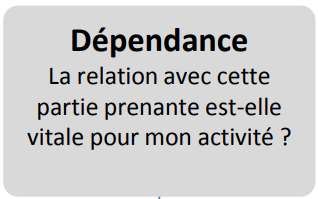 Dépendance
La relation avec cette
partie prenante est-elle
vitale pour mon activité ?